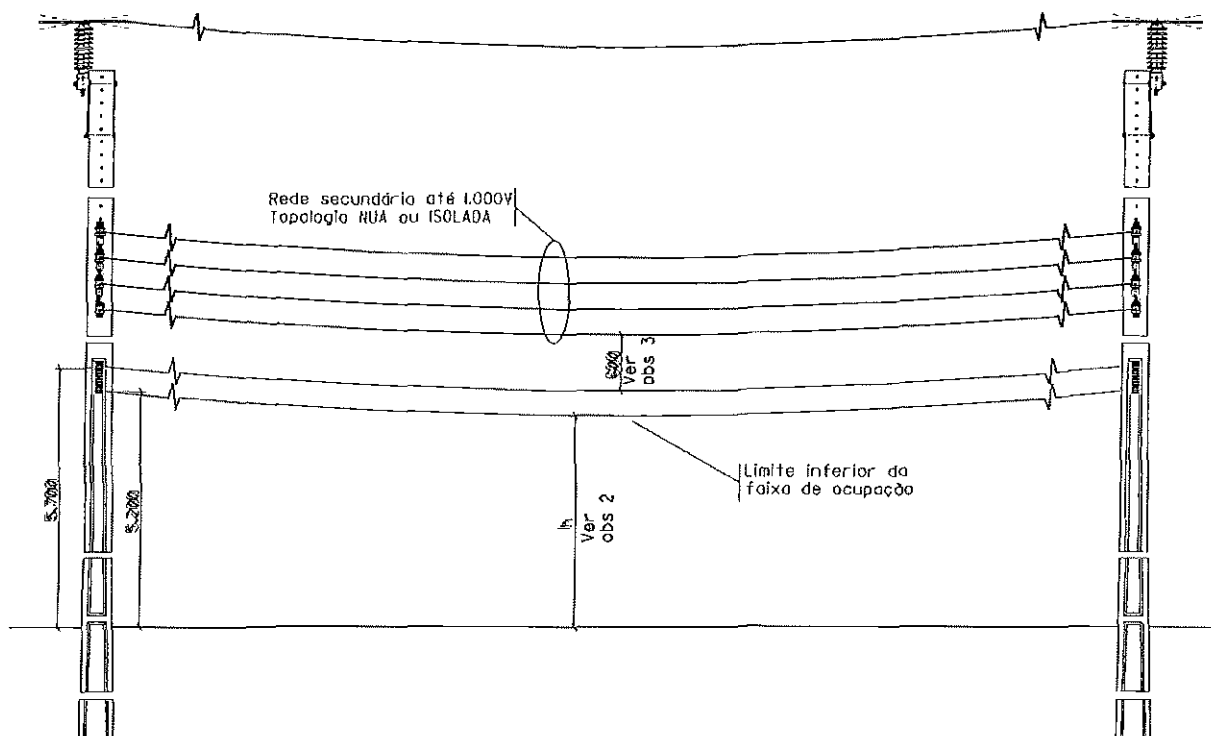 Rede secundária até 1.000V
Topologia NUA ou ISOLADA
600
Ver
obs 3
5.700
5.200
h
Ver
obs 2
Limite inferior da
faixa de ocupação